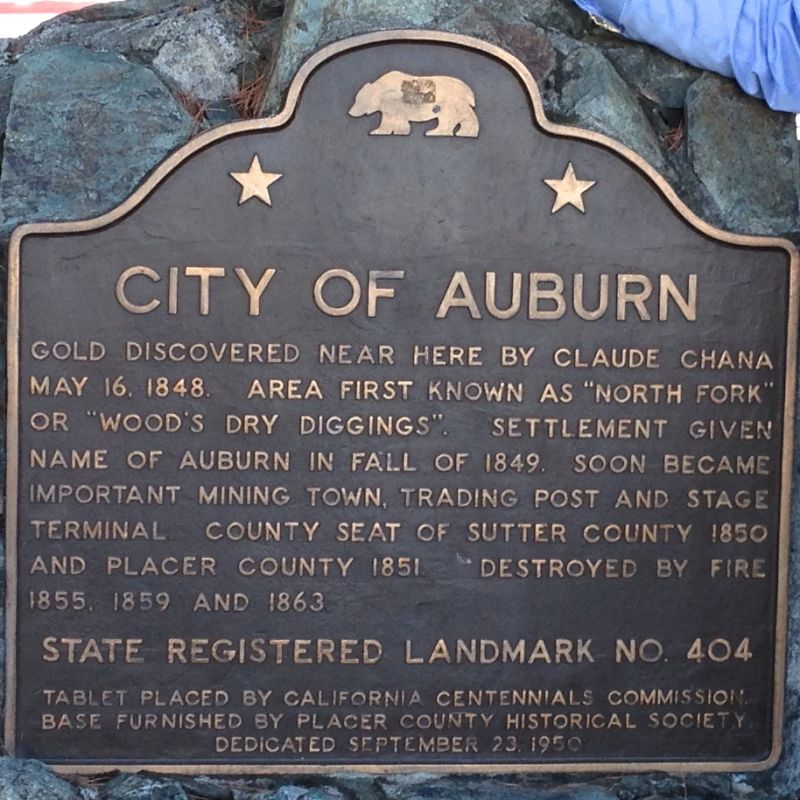 CITY OF AUBURN
GOLD DISCOVERED NEAR HERE BY CLAUDE CHANA
MAY 16, 1848. AREA FIRST KNOWN AS "NORTH FORK"
OR "WOOD'S DRY DIGGINGS". SETTLEMENT GIVEN
NAME OF AUBURN IN FALL OF 1849. SOON BECAME
IMPORTANT MINING TOWN, TRADING POST AND STAGE
TERMINAL. COUNTY SEAT OF SUTTER COUNTY 1850
AND PLACER COUNTY 1851. DESTROYED BY FIRE
1855, 1859 AND 1863.
STATE REGISTERED LANDMARK NO. 404
TABLET PLACED BY CALIFORNIA CENTENNIALS COMMISSION.
BASE FURNISHED BY PLACER COUNTY HISTORICAL SOCIETY.
DEDICATED SEPTEMBER 23, 1950